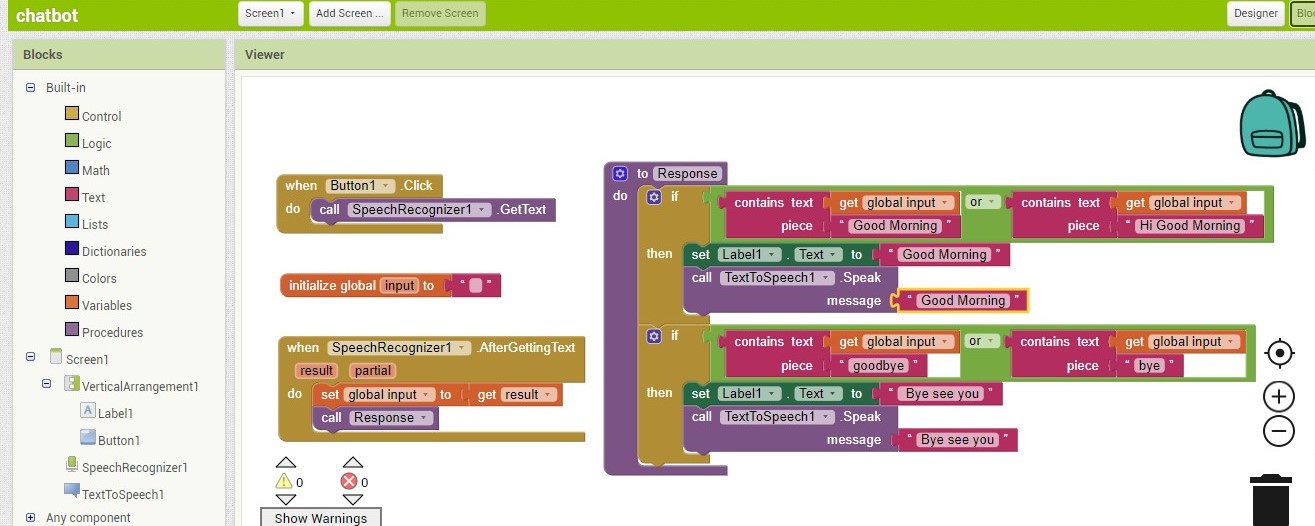 chatbot
Screen1
Add Screen ...
Remove Screen
Designer
Bloc
Blocks
Viewer
Built-in
Control
Logic
Math
Text
Lists
Dictionaries
Colors
Variables
Procedures
Screen1
VerticalArrangement1
Label1
Button1
SpeechRecognizer1
TextToSpeech1
Any component
when Button1 .Click
do call SpeechRecognizer1 .GetText
initialize global input to " "
when SpeechRecognizer1 .AfterGettingText
result partial
do set global input to get result
call Response
0 0
Show Warnings
to Response
do if contains text get global input or contains text get global input
piece " Good Morning " piece " Hi Good Morning "
then set Label1 . Text to " Good Morning "
call TextToSpeech1 .Speak
message " Good Morning "
if contains text get global input or contains text get global input
piece " goodbye " piece " bye "
then set Label1 . Text to " Bye see you "
call TextToSpeech1 .Speak
message " Bye see you "